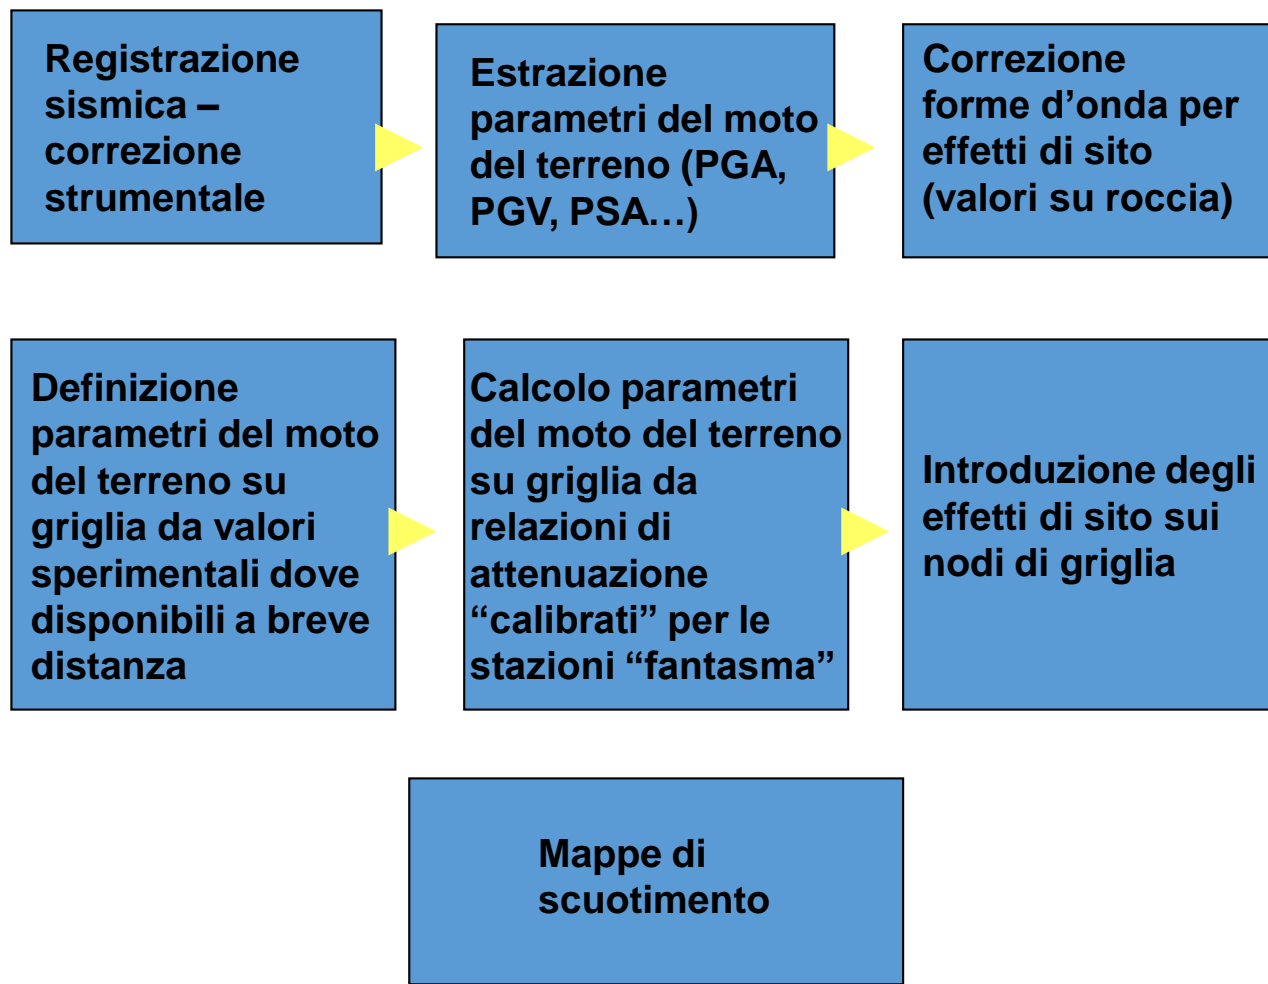 Registrazione
sismica –
correzione
strumentale
Estrazione
parametri del moto
del terreno (PGA,
PGV, PSA…)
Correzione
forme d’onda per
effetti di sito
(valori su roccia)
Definizione
parametri del moto
del terreno su
griglia da valori
sperimentali dove
disponibili a breve
distanza
Calcolo parametri
del moto del terreno
su griglia da
relazioni di
attenuazione
“calibrati” per le
stazioni “fantasma”
Introduzione degli
effetti di sito sui
nodi di griglia
Mappe di
scuotimento